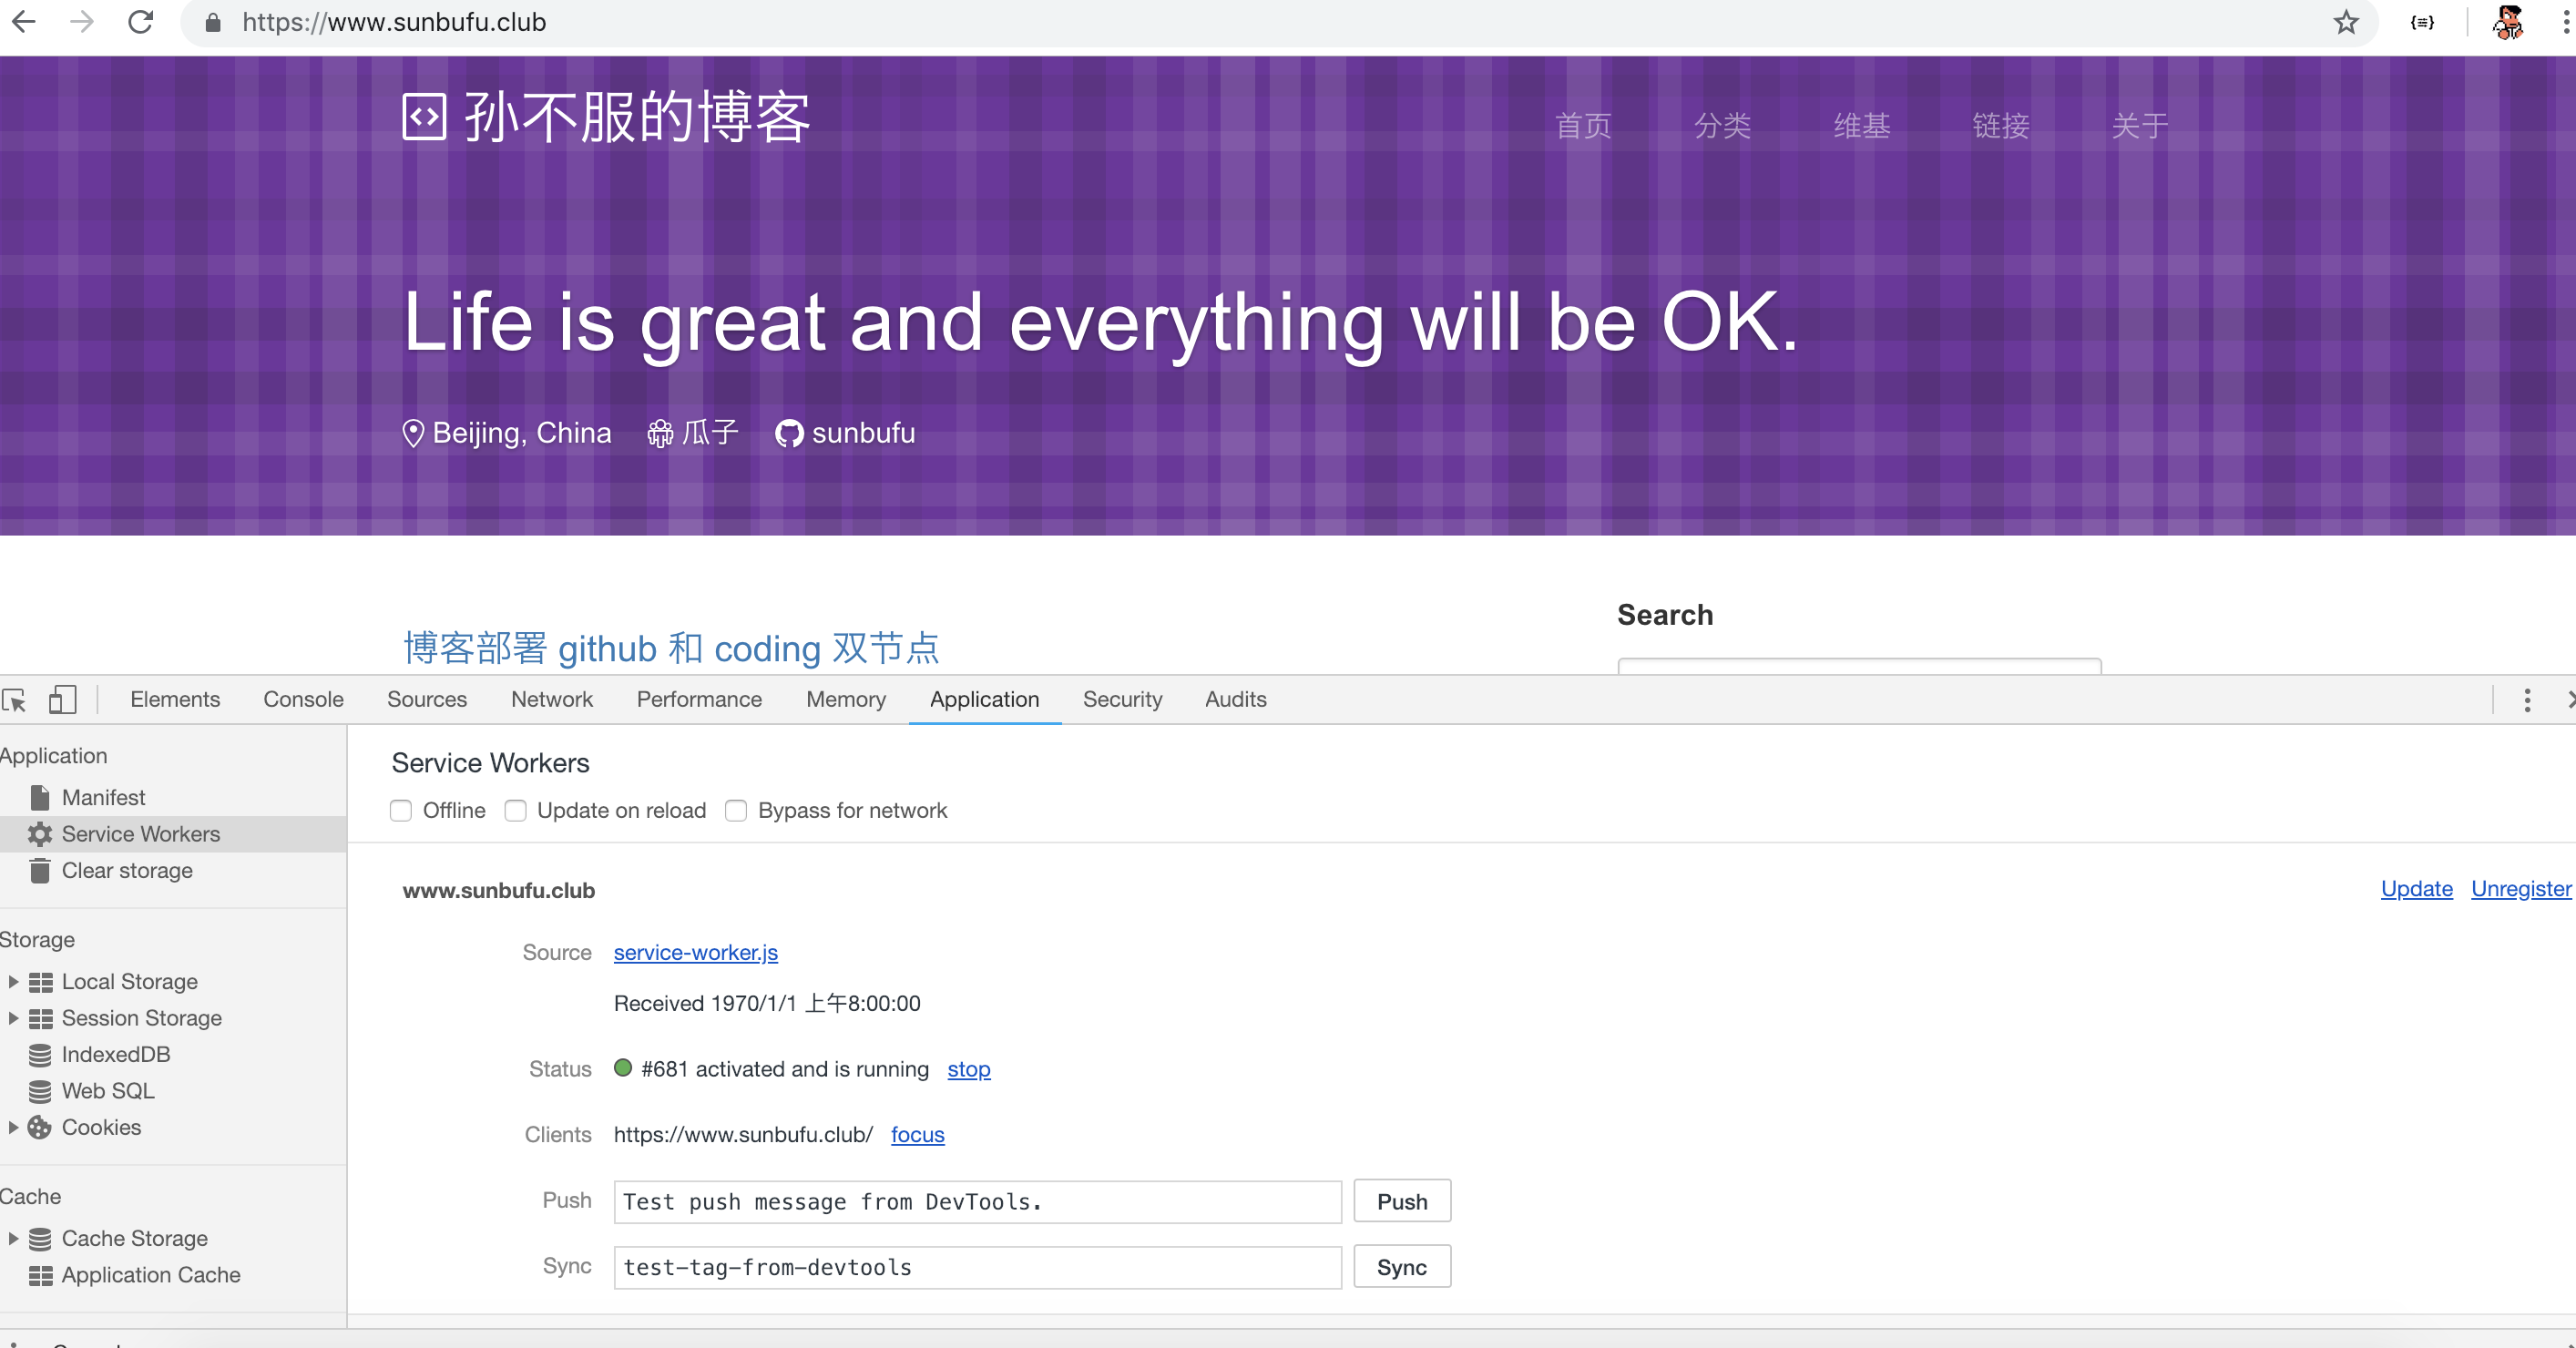 https://www.sunbufu.club
孙不服的博客
首页 分类 维基 链接 关于
Life is great and everything will be OK.
Beijing, China 瓜子 sunbufu
博客部署 github 和 coding 双节点
Search
Elements Console Sources Network Performance Memory Application Security Audits
Application
Manifest
Service Workers
Clear storage
Storage
Local Storage
Session Storage
IndexedDB
Web SQL
Cookies
Cache
Cache Storage
Application Cache
Service Workers
Offline Update on reload Bypass for network
www.sunbufu.club Update Unregister
Source service-worker.js
Received 1970/1/1 上午8:00:00
Status #681 activated and is running stop
Clients https://www.sunbufu.club/ focus
Push Test push message from DevTools. Push
Sync test-tag-from-devtools Sync